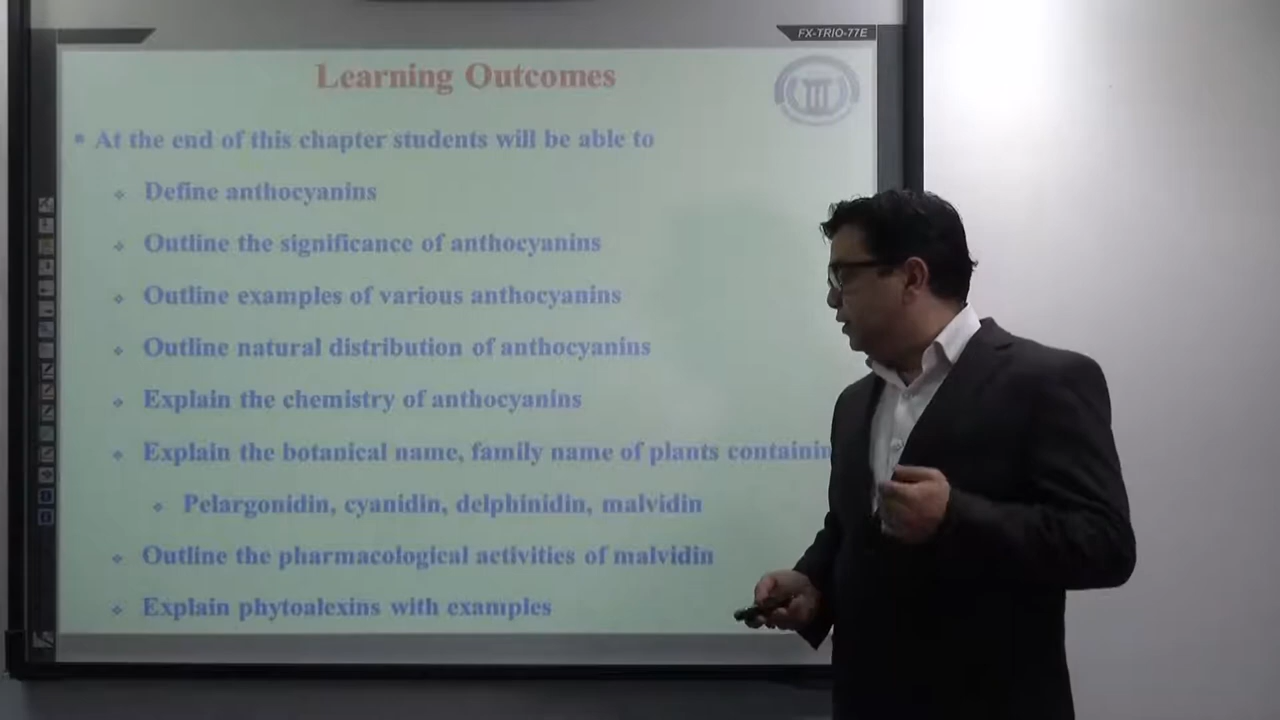 FX-TRIO-77E
Learning Outcomes
At the end of this chapter students will be able to
Define anthocyanins
Outline the significance of anthocyanins
Outline examples of various anthocyanins
Outline natural distribution of anthocyanins
Explain the chemistry of anthocyanins
Explain the botanical name, family name of plants containin
Pelargonidin, cyanidin, delphinidin, malvidin
Outline the pharmacological activities of malvidin
Explain phytoalexins with examples